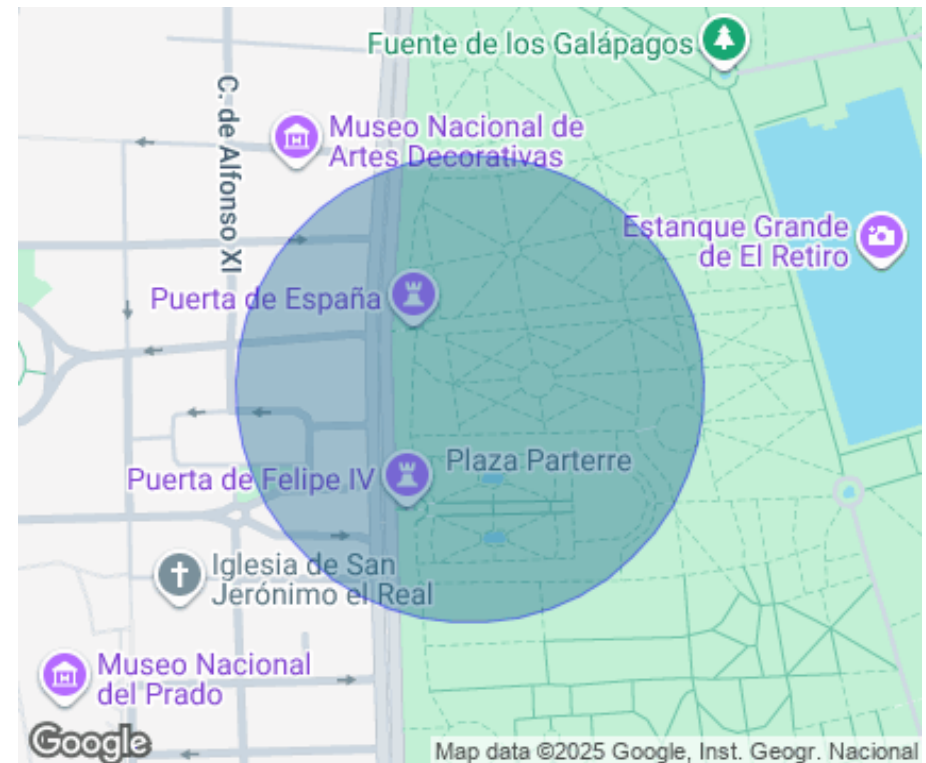 Fuente de los Galápagos
C. de Alfonso XI
Museo Nacional de
Artes Decorativas
Estanque Grande
de El Retiro
Puerta de España
Plaza Parterre
Puerta de Felipe IV
Iglesia de San
Jerónimo el Real
Museo Nacional
del Prado
Google
Map data ©2025 Google, Inst. Geogr. Nacional